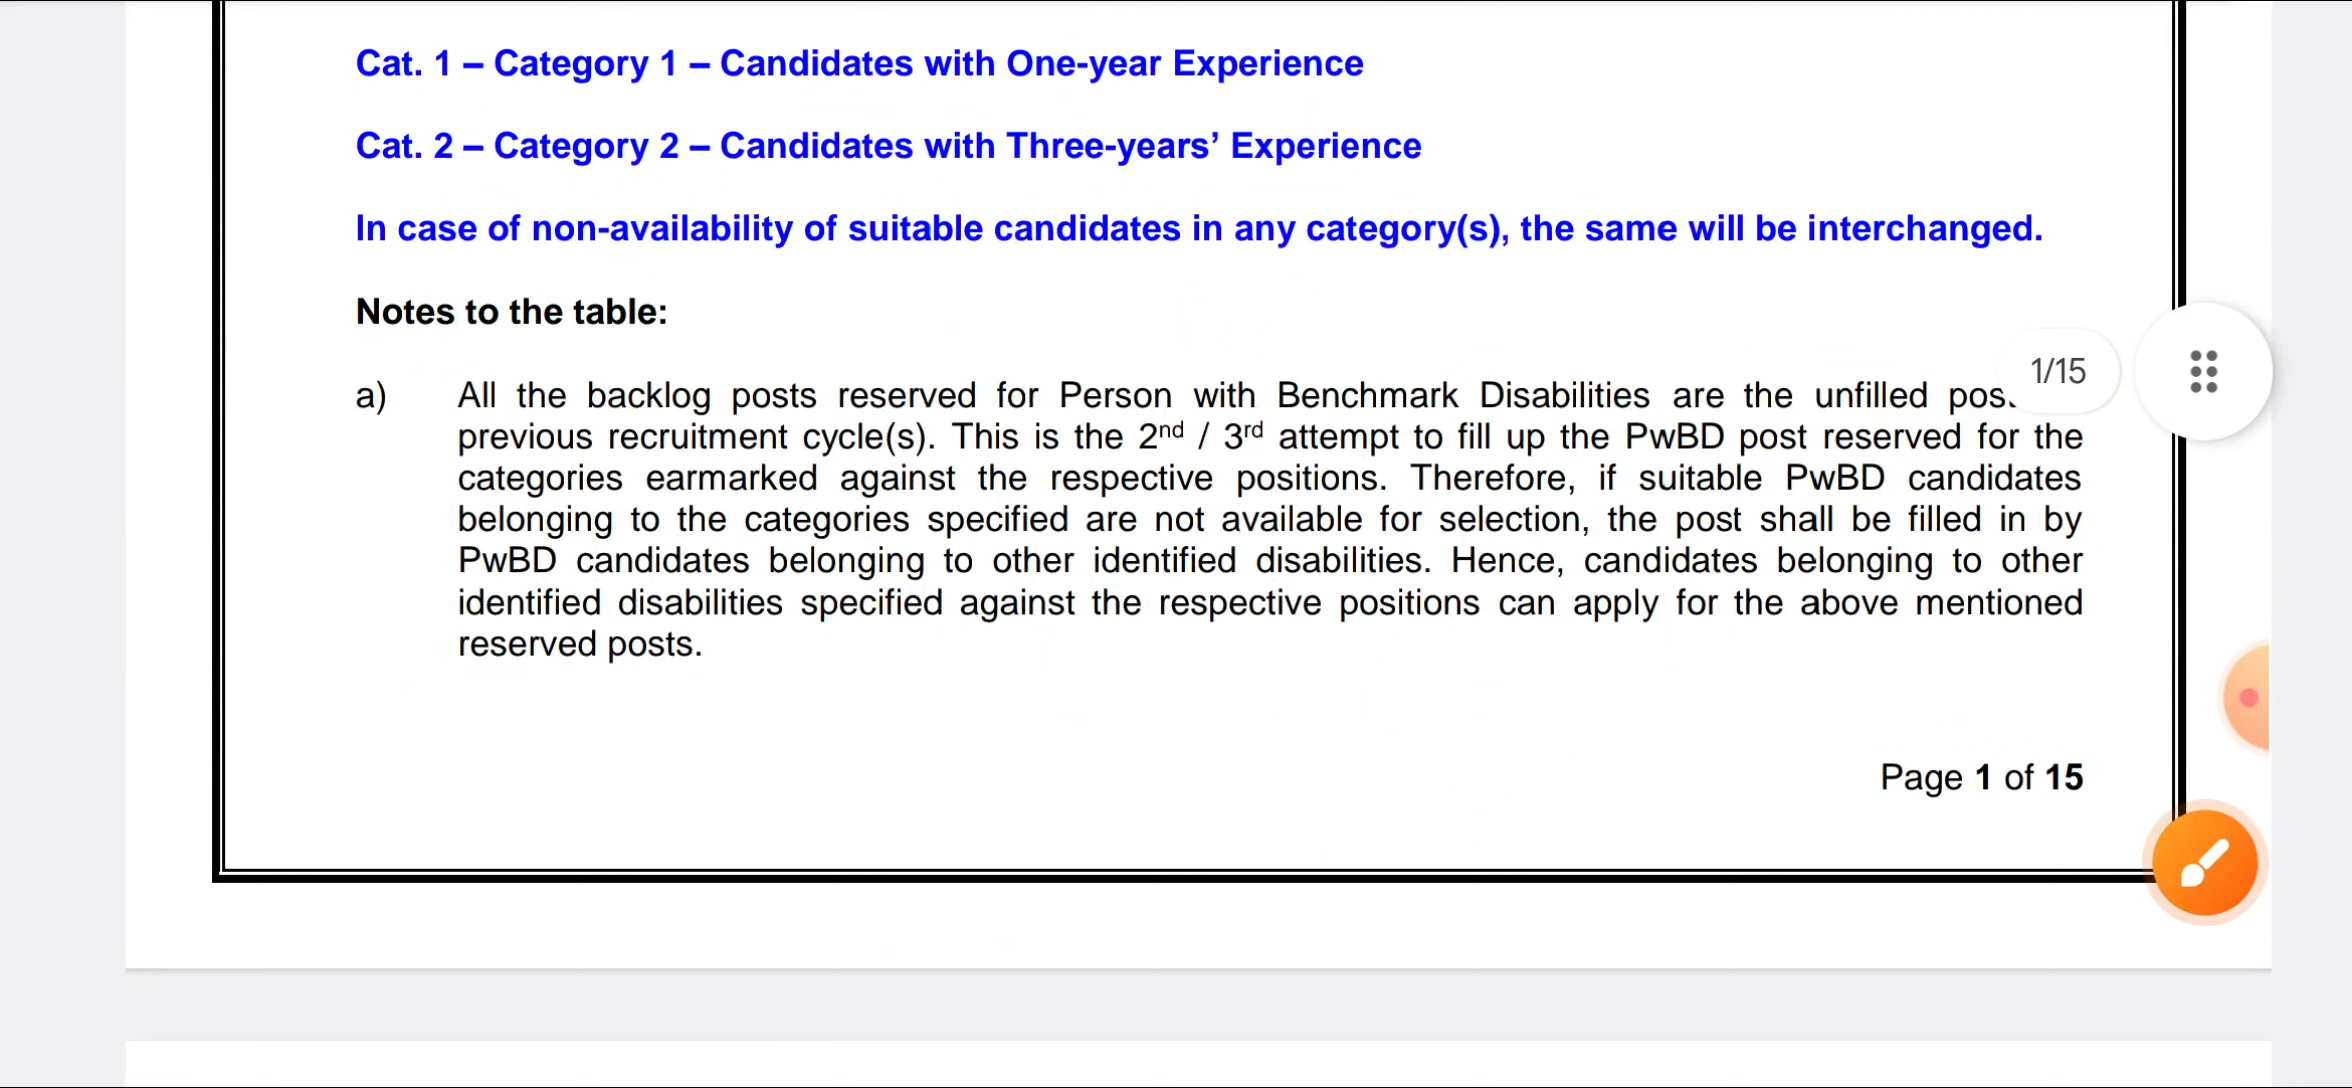 Cat. 1 – Category 1 – Candidates with One-year Experience
Cat. 2 – Category 2 – Candidates with Three-years’ Experience
In case of non-availability of suitable candidates in any category(s), the same will be interchanged.
Notes to the table:
1/15
a) All the backlog posts reserved for Person with Benchmark Disabilities are the unfilled
previous recruitment cycle(s). This is the 2nd / 3rd attempt to fill up the PwBD post reserved for the
categories earmarked against the respective positions. Therefore, if suitable PwBD candidates
belonging to the categories specified are not available for selection, the post shall be filled in by
PwBD candidates belonging to other identified disabilities. Hence, candidates belonging to other
identified disabilities specified against the respective positions can apply for the above mentioned
reserved posts.
Page 1 of 15